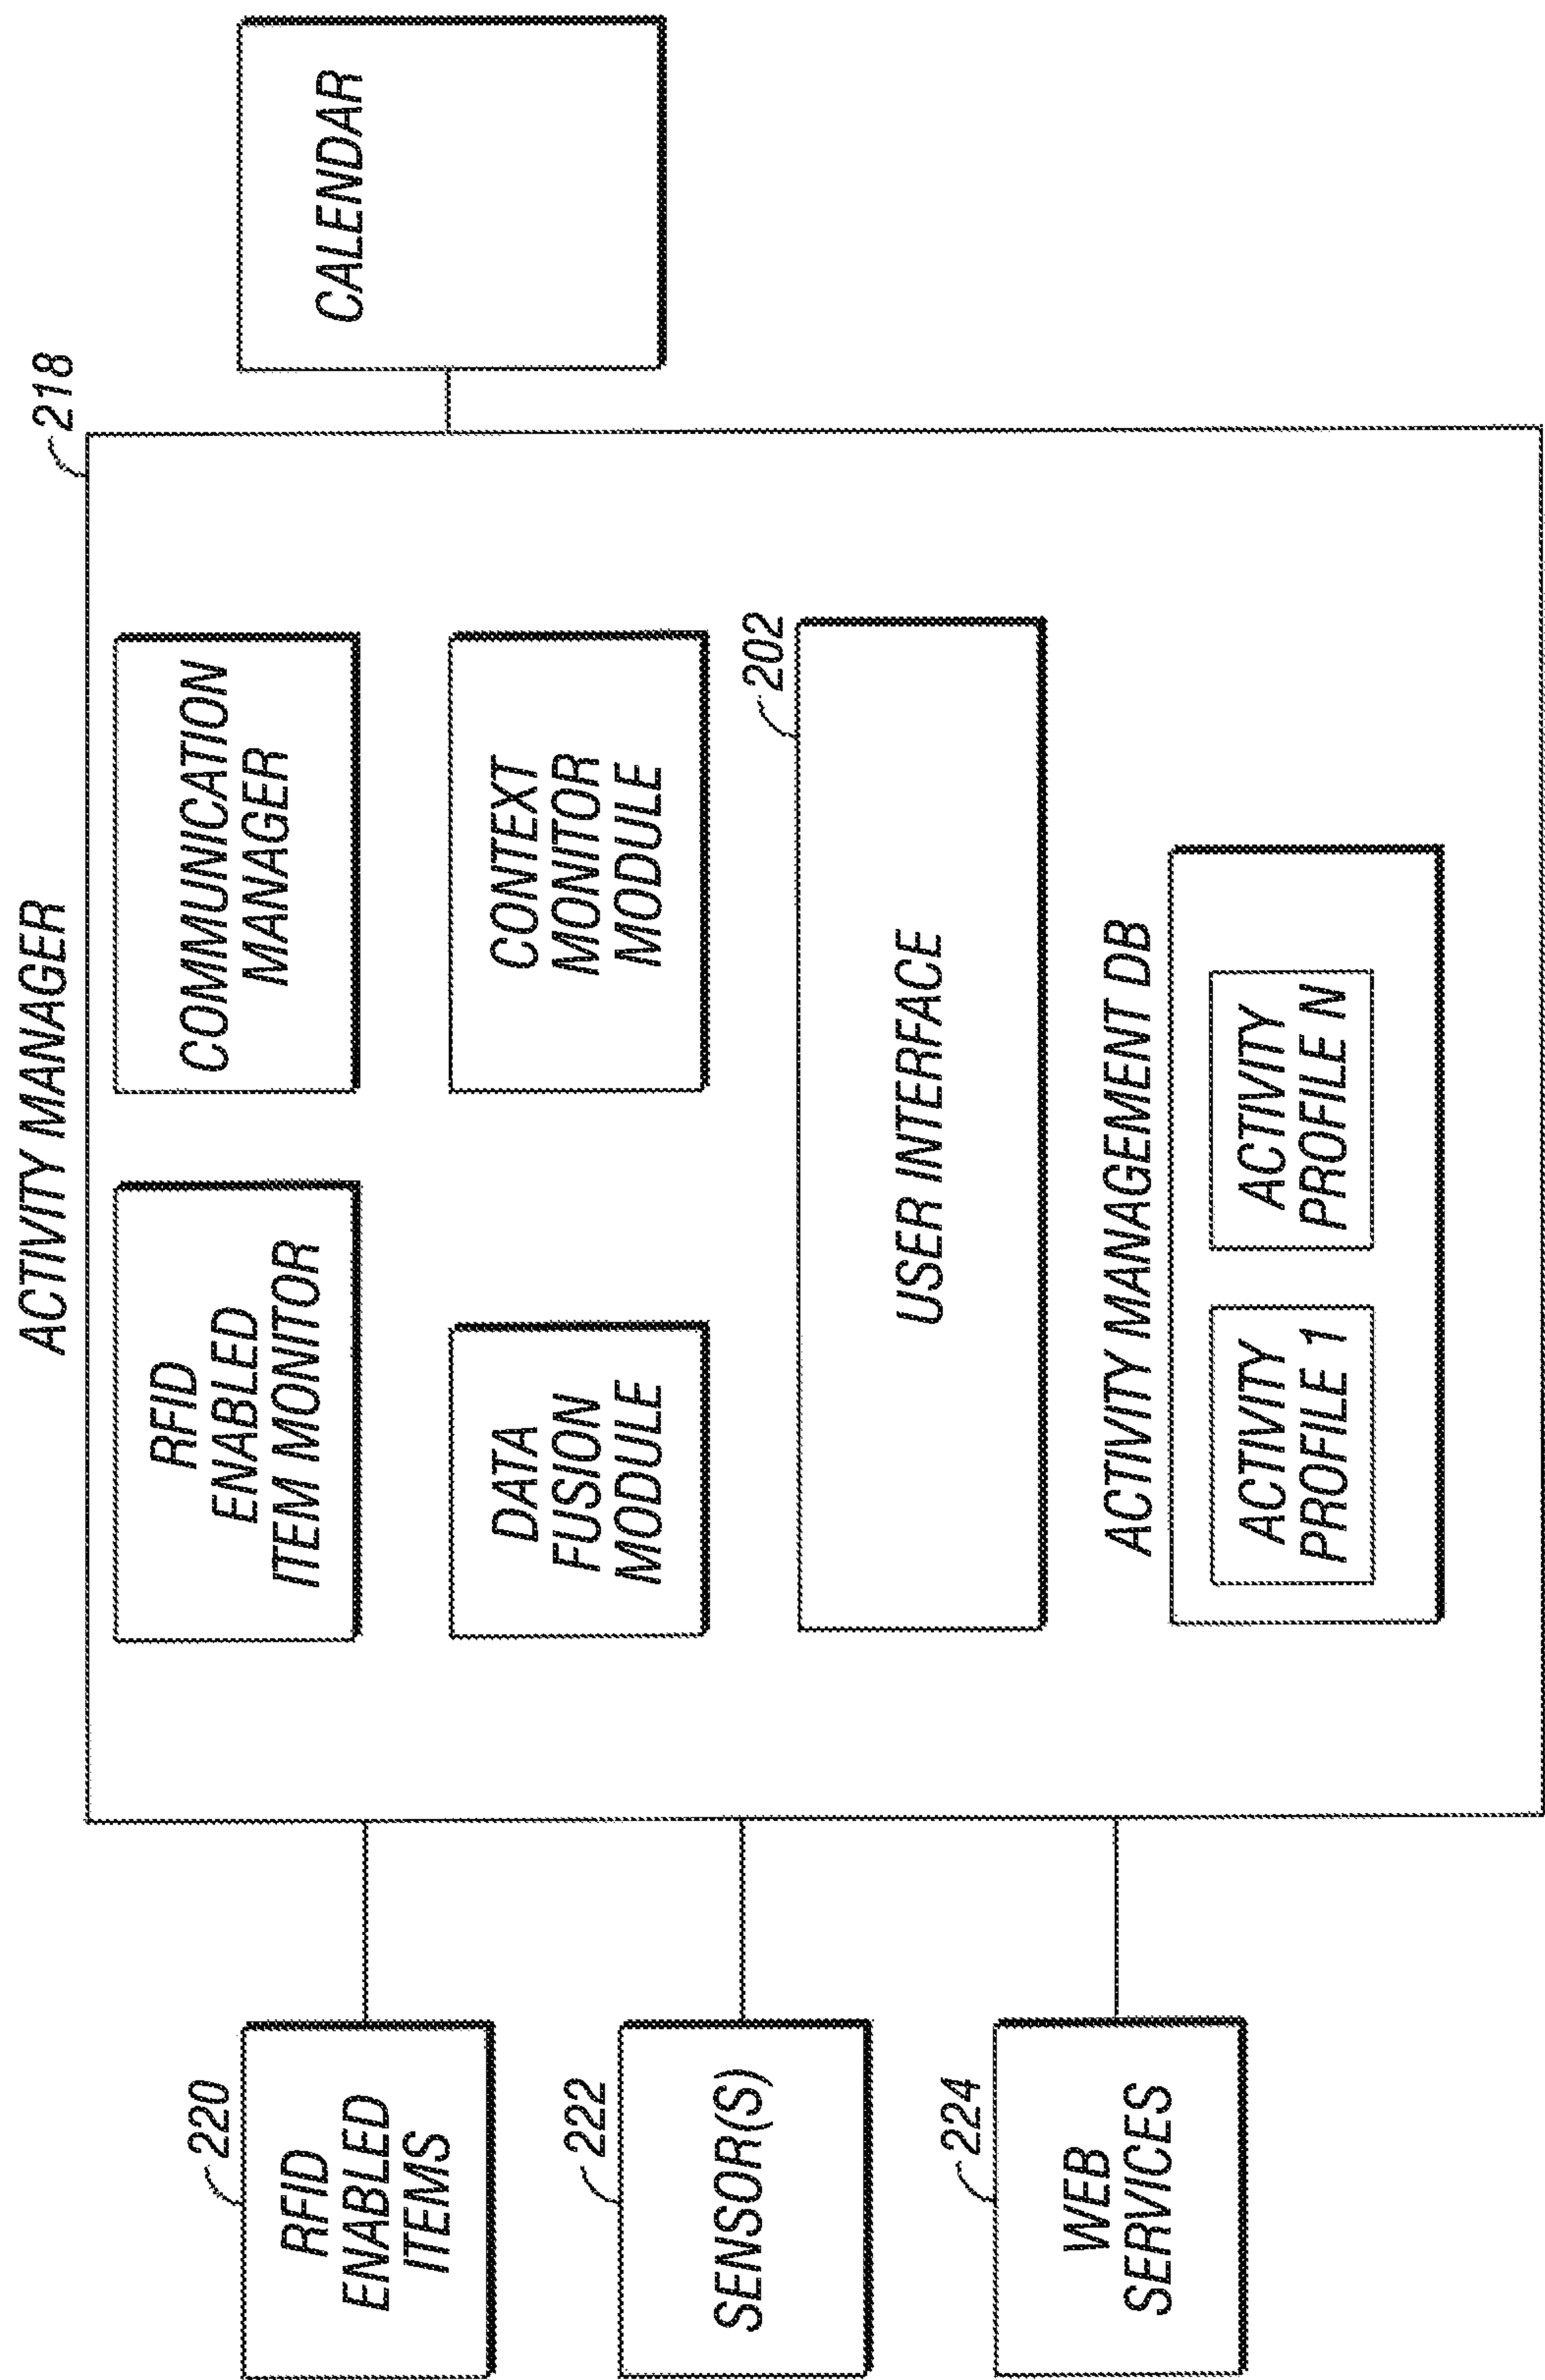 ACTIVITY MANAGER
218
220
RFID
ENABLED
ITEMS
222
SENSOR(S)
224
WEB
SERVICES
RFID
ENABLED
ITEM MONITOR
COMMUNICATION
MANAGER
DATA
FUSION
MODULE
CONTEXT
MONITOR
MODULE
202
USER INTERFACE
ACTIVITY MANAGEMENT DB
ACTIVITY
PROFILE 1
ACTIVITY
PROFILE N
CALENDAR